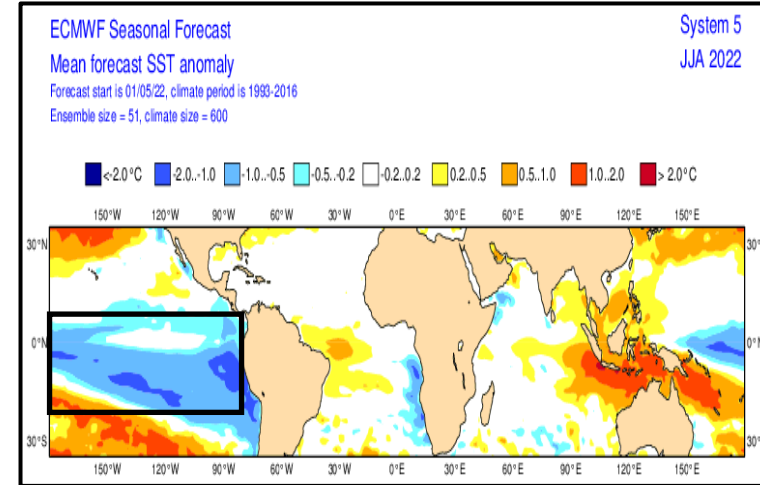 ECMWF Seasonal Forecast
System 5
Mean forecast SST anomaly
JJA 2022
Forecast start is 01/05/22, climate period is 1993-2016
Ensemble size = 51, climate size = 600
<-2.0°C -2.0..-1.0 -1.0..-0.5 -0.5..-0.2 -0.2..0.2 0.2..0.5 0.5..1.0 1.0..2.0 > 2.0°C
150°W 120°W 90°W 60°W 30°W 0°E 30°E 60°E 90°E 120°E 150°E
30°N 30°N
0°N 0°N
30°S 30°S
150°W 120°W 90°W 60°W 30°W 0°E 30°E 60°E 90°E 120°E 150°E